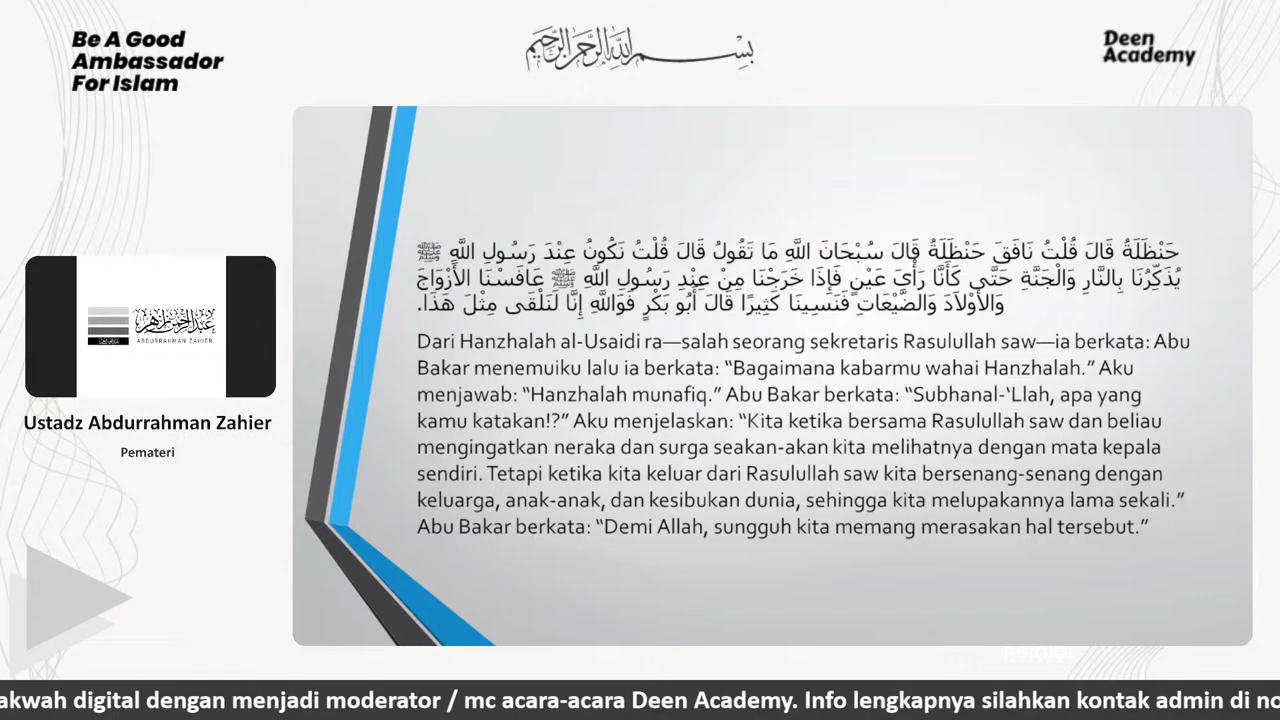 Be A Good
Ambassador
For Islam
بِسْمِ اللهِ الرَّحْمٰنِ الرَّحِيْمِ
Deen
Academy
حَنْظَلَةُ قَالَ قُلْتُ نَافَقَ حَنْظَلَةُ قَالَ سُبْحَانَ اللَّهِ مَا تَقُولُ قَالَ قُلْتُ نَكُونُ عِنْدَ رَسُولِ اللَّهِ ﷺ
يُذَكِّرُنَا بِالنَّارِ وَالْجَنَّةِ حَتَّى كَأَنَّا رَأْيَ عَيْنٍ فَإِذَا خَرَجْنَا مِنْ عِنْدِ رَسُولِ اللَّهِ ﷺ عَافَسْنَا الأَزْوَاجَ
وَالأَوْلاَدَ وَالضَّيْعَاتِ فَنَسِينَا كَثِيرًا قَالَ أَبُو بَكْرٍ فَوَاللَّهِ إِنَّا لَنَلْقَى مِثْلَ هَذَا.
Dari Hanzhalah al-Usaidi ra—salah seorang sekretaris Rasulullah saw—ia berkata: Abu
Bakar menemuiku lalu ia berkata: “Bagaimana kabarmu wahai Hanzhalah.” Aku
menjawab: “Hanzhalah munafiq.” Abu Bakar berkata: “Subhanal-‘Llah, apa yang
kamu katakan!?” Aku menjelaskan: “Kita ketika bersama Rasulullah saw dan beliau
mengingatkan neraka dan surga seakan-akan kita melihatnya dengan mata kepala
sendiri. Tetapi ketika kita keluar dari Rasulullah saw kita bersenang-senang dengan
keluarga, anak-anak, dan kesibukan dunia, sehingga kita melupakannya lama sekali.”
Abu Bakar berkata: “Demi Allah, sungguh kita memang merasakan hal tersebut.”
ABDURRAHMAN ZAHIER
Ustadz Abdurrahman Zahier
Pemateri
akwah digital dengan menjadi moderator / mc acara-acara Deen Academy. Info lengkapnya silahkan kontak admin di no